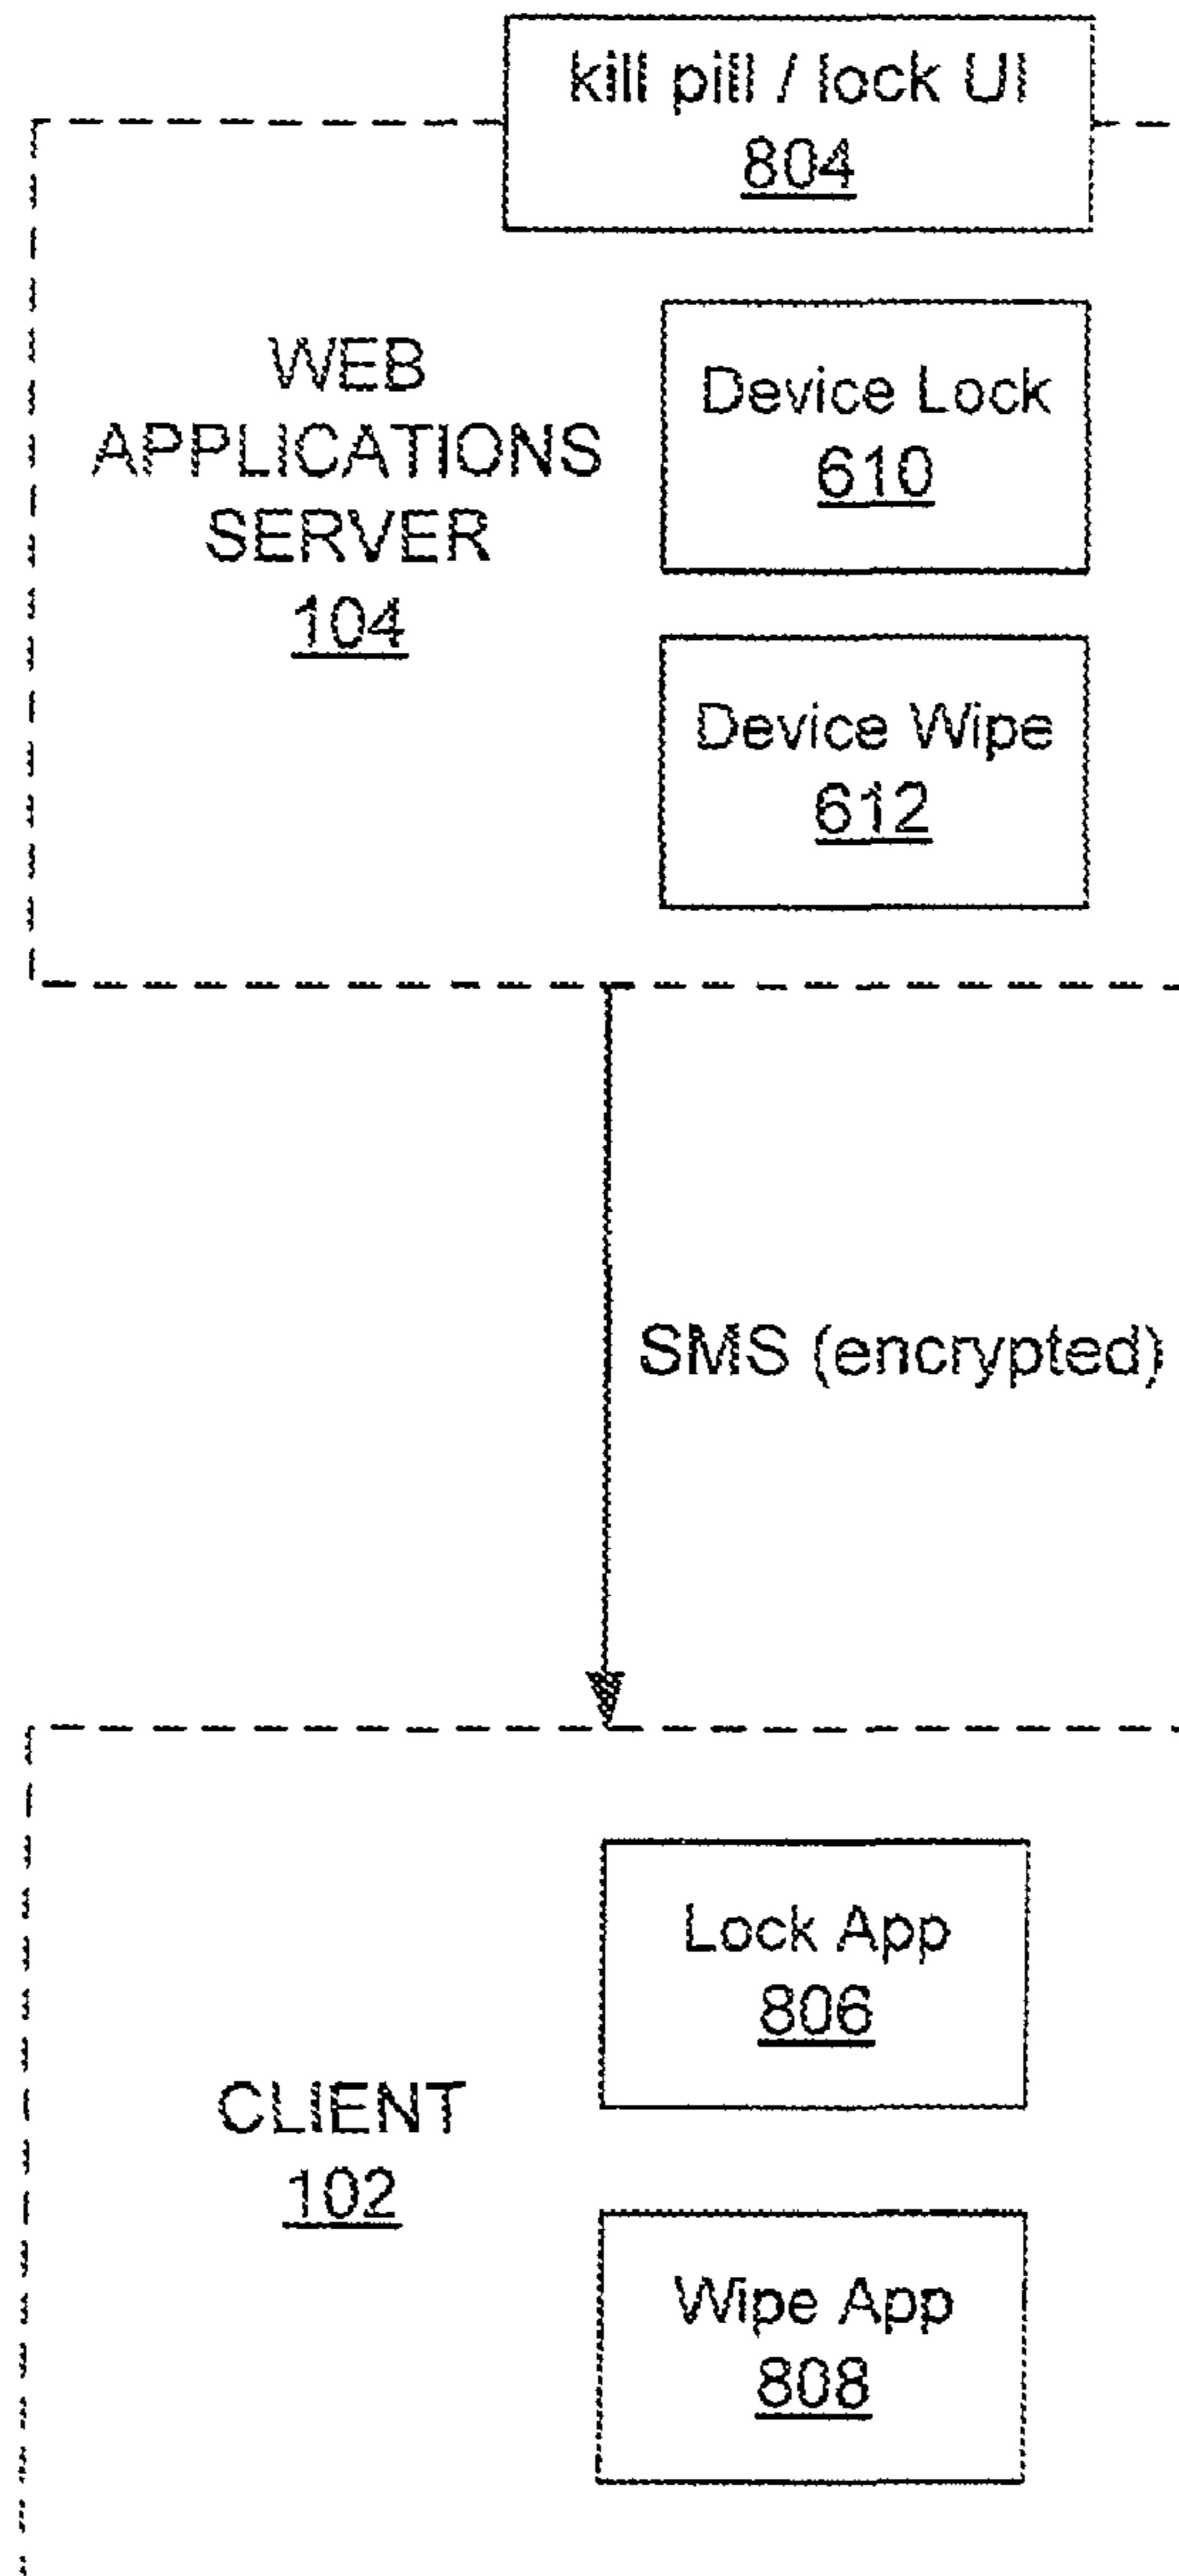 kill pill / lock UI
804
WEB
APPLICATIONS
SERVER
104
Device Lock
610
Device Wipe
612
SMS (encrypted)
CLIENT
102
Lock App
806
Wipe App
808